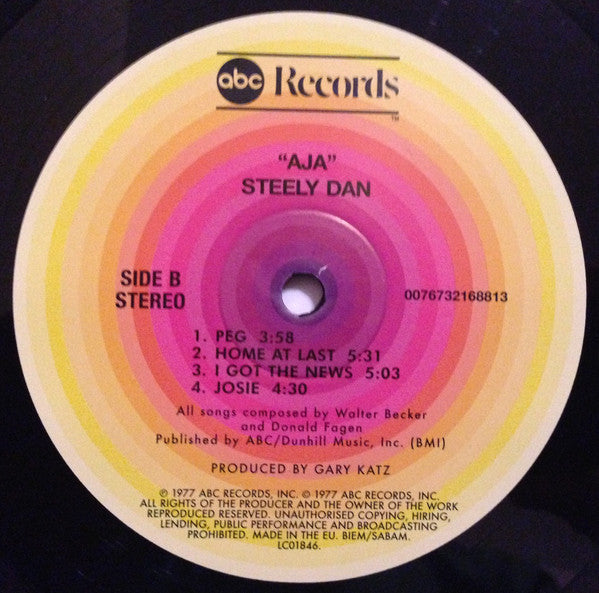 abc Records
™
"AJA"
STEELY DAN
SIDE B
STEREO
0076732168813
1. PEG 3:58
2. HOME AT LAST 5:31
3. I GOT THE NEWS 5:03
4. JOSIE 4:30
All songs composed by Walter Becker
and Donald Fagen
Published by ABC/Dunhill Music, Inc. (BMI)
PRODUCED BY GARY KATZ
℗ 1977 ABC RECORDS, INC. © 1977 ABC RECORDS, INC.
ALL RIGHTS OF THE PRODUCER AND THE OWNER OF THE WORK
REPRODUCED RESERVED. UNAUTHORISED COPYING, HIRING,
LENDING, PUBLIC PERFORMANCE AND BROADCASTING
PROHIBITED. MADE IN THE EU. BIEM/SABAM.
LC01846.